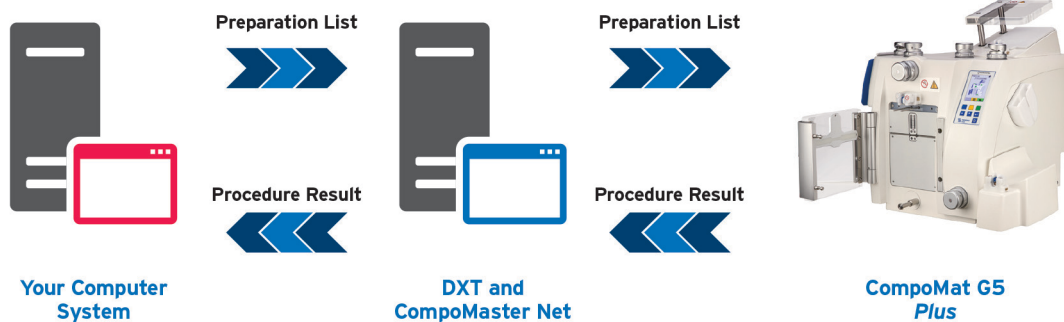 Preparation List
Preparation List
Procedure Result
Procedure Result
Your Computer
System
DXT and
CompoMaster Net
CompoMat G5
Plus